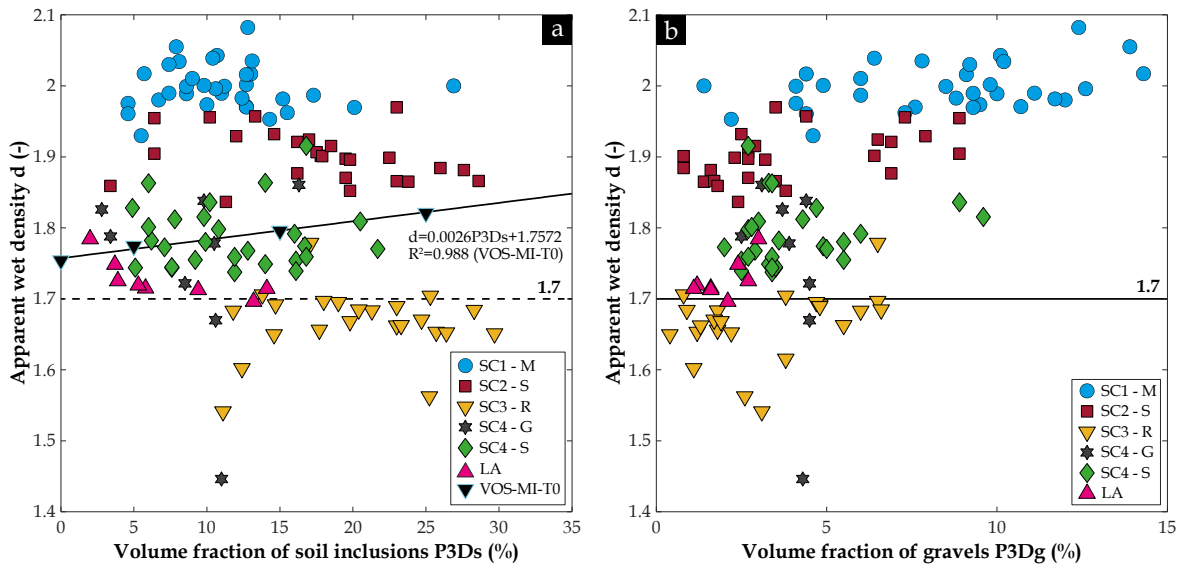 a
2.1
2
1.9
1.8
1.7
1.6
1.5
1.4
Apparent wet density d (-)
d=0.0026P3Ds+1.7572
R²=0.988 (VOS-MI-T0)
1.7
SC1 - M
SC2 - S
SC3 - R
SC4 - G
SC4 - S
LA
VOS-MI-T0
0 5 10 15 20 25 30 35
Volume fraction of soil inclusions P3Ds (%)
b
2.1
2
1.9
1.8
1.7
1.6
1.5
1.4
Apparent wet density d (-)
1.7
SC1 - M
SC2 - S
SC3 - R
SC4 - G
SC4 - S
LA
0 5 10 15
Volume fraction of gravels P3Dg (%)